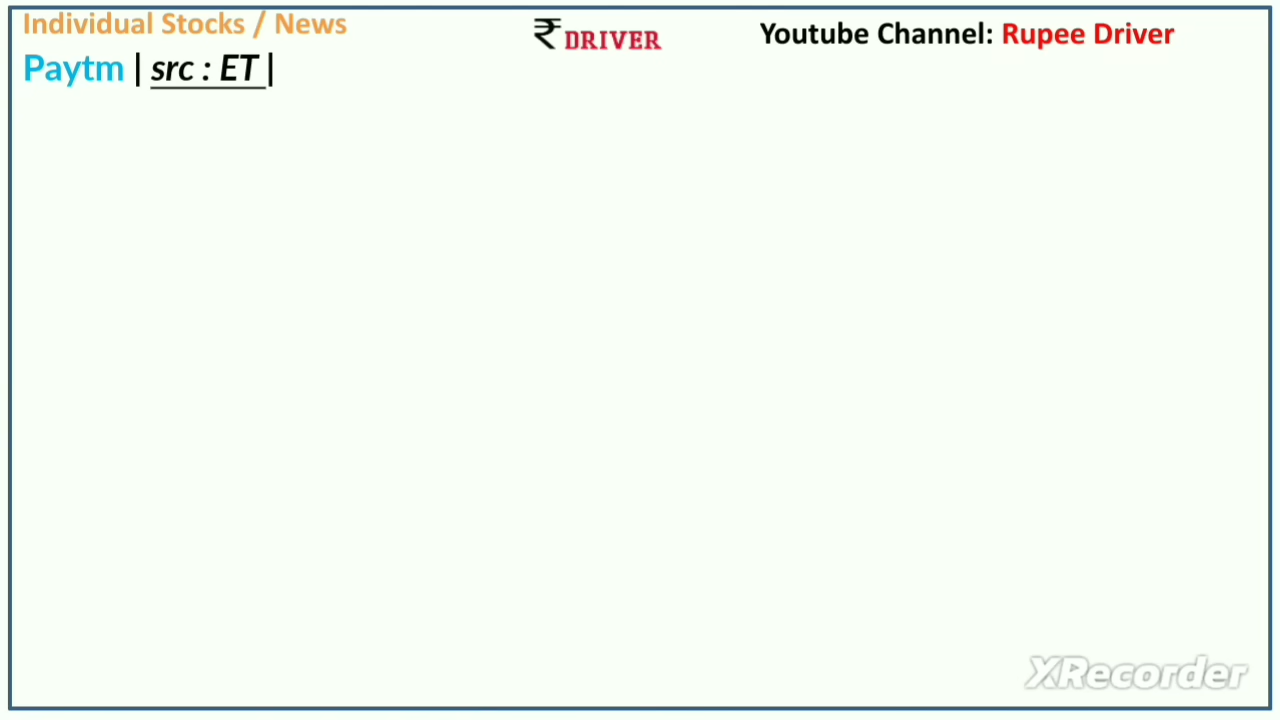 Individual Stocks / News
₹ DRIVER
Youtube Channel: Rupee Driver
Paytm | src : ET |
XRecorder